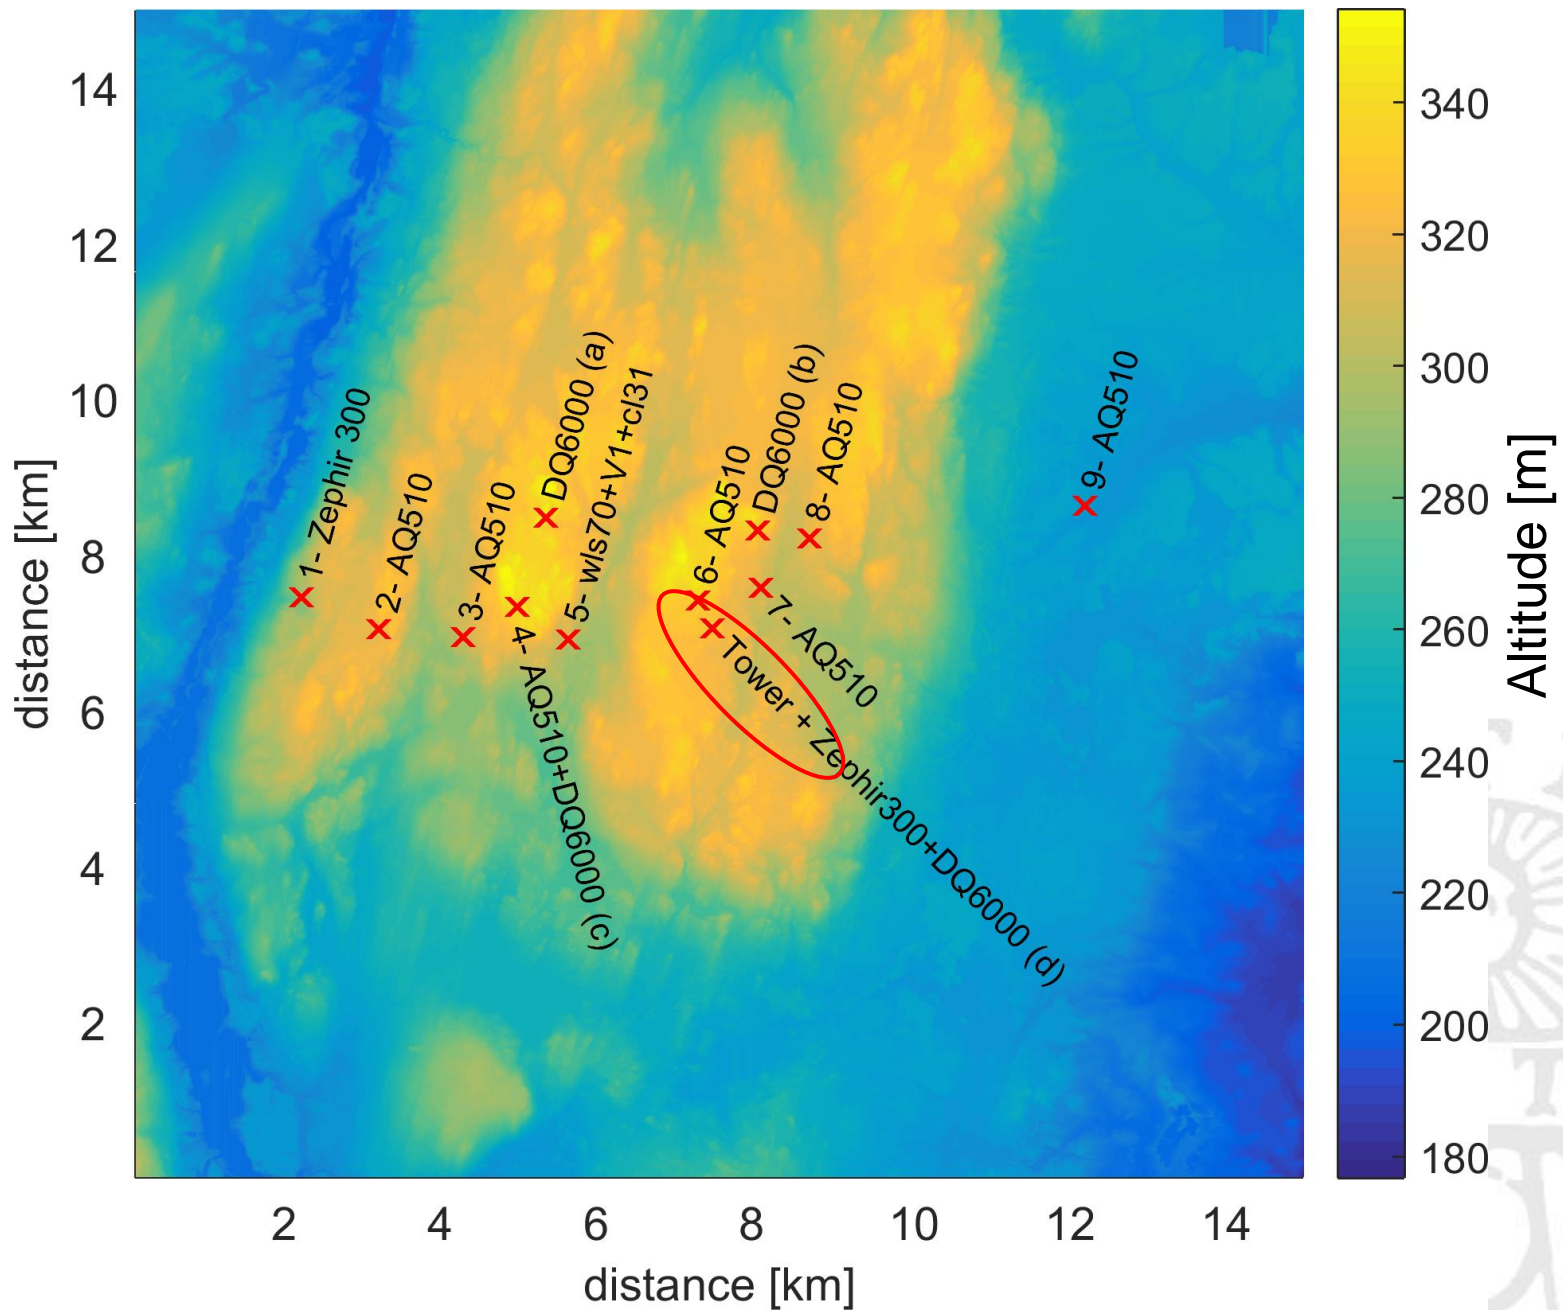 14
12
10
8
6
4
2
distance [km]
1- Zephir 300
2- AQ510
3- AQ510
DQ6000 (a)
5- wls70+V1+cl31
4- AQ510+DQ6000 (c)
6- AQ510
DQ6000 (b)
8- AQ510
7- AQ510
Tower + Zephir300+DQ6000 (d)
9- AQ510
2
4
6
8
10
12
14
distance [km]
340
320
300
280
260
240
220
200
180
Altitude [m]